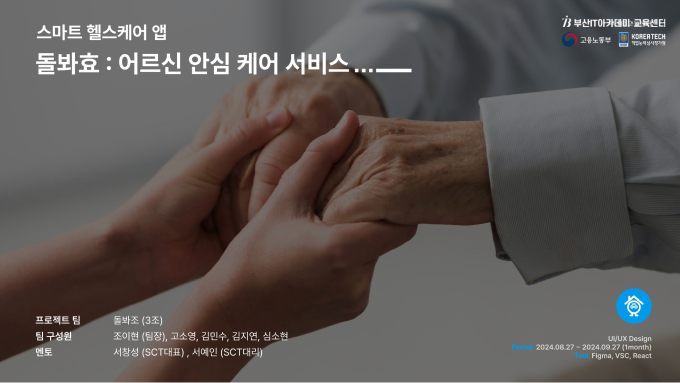 스마트 헬스케어 앱
돌봐효 : 어르신 안심 케어 서비스
부산IT아카데미 교육센터
고용노동부
KOREATECH
프로젝트 팀 돌봐조 (3조)
팀 구성원 조이현 (팀장), 고소영, 김민수, 김지연, 심소현
멘토 서창성 (SCT대표) , 서예인 (SCT대리)
UI/UX Design
2024.08.27 ~ 2024.09.27 (1month)
Figma, VSC, React